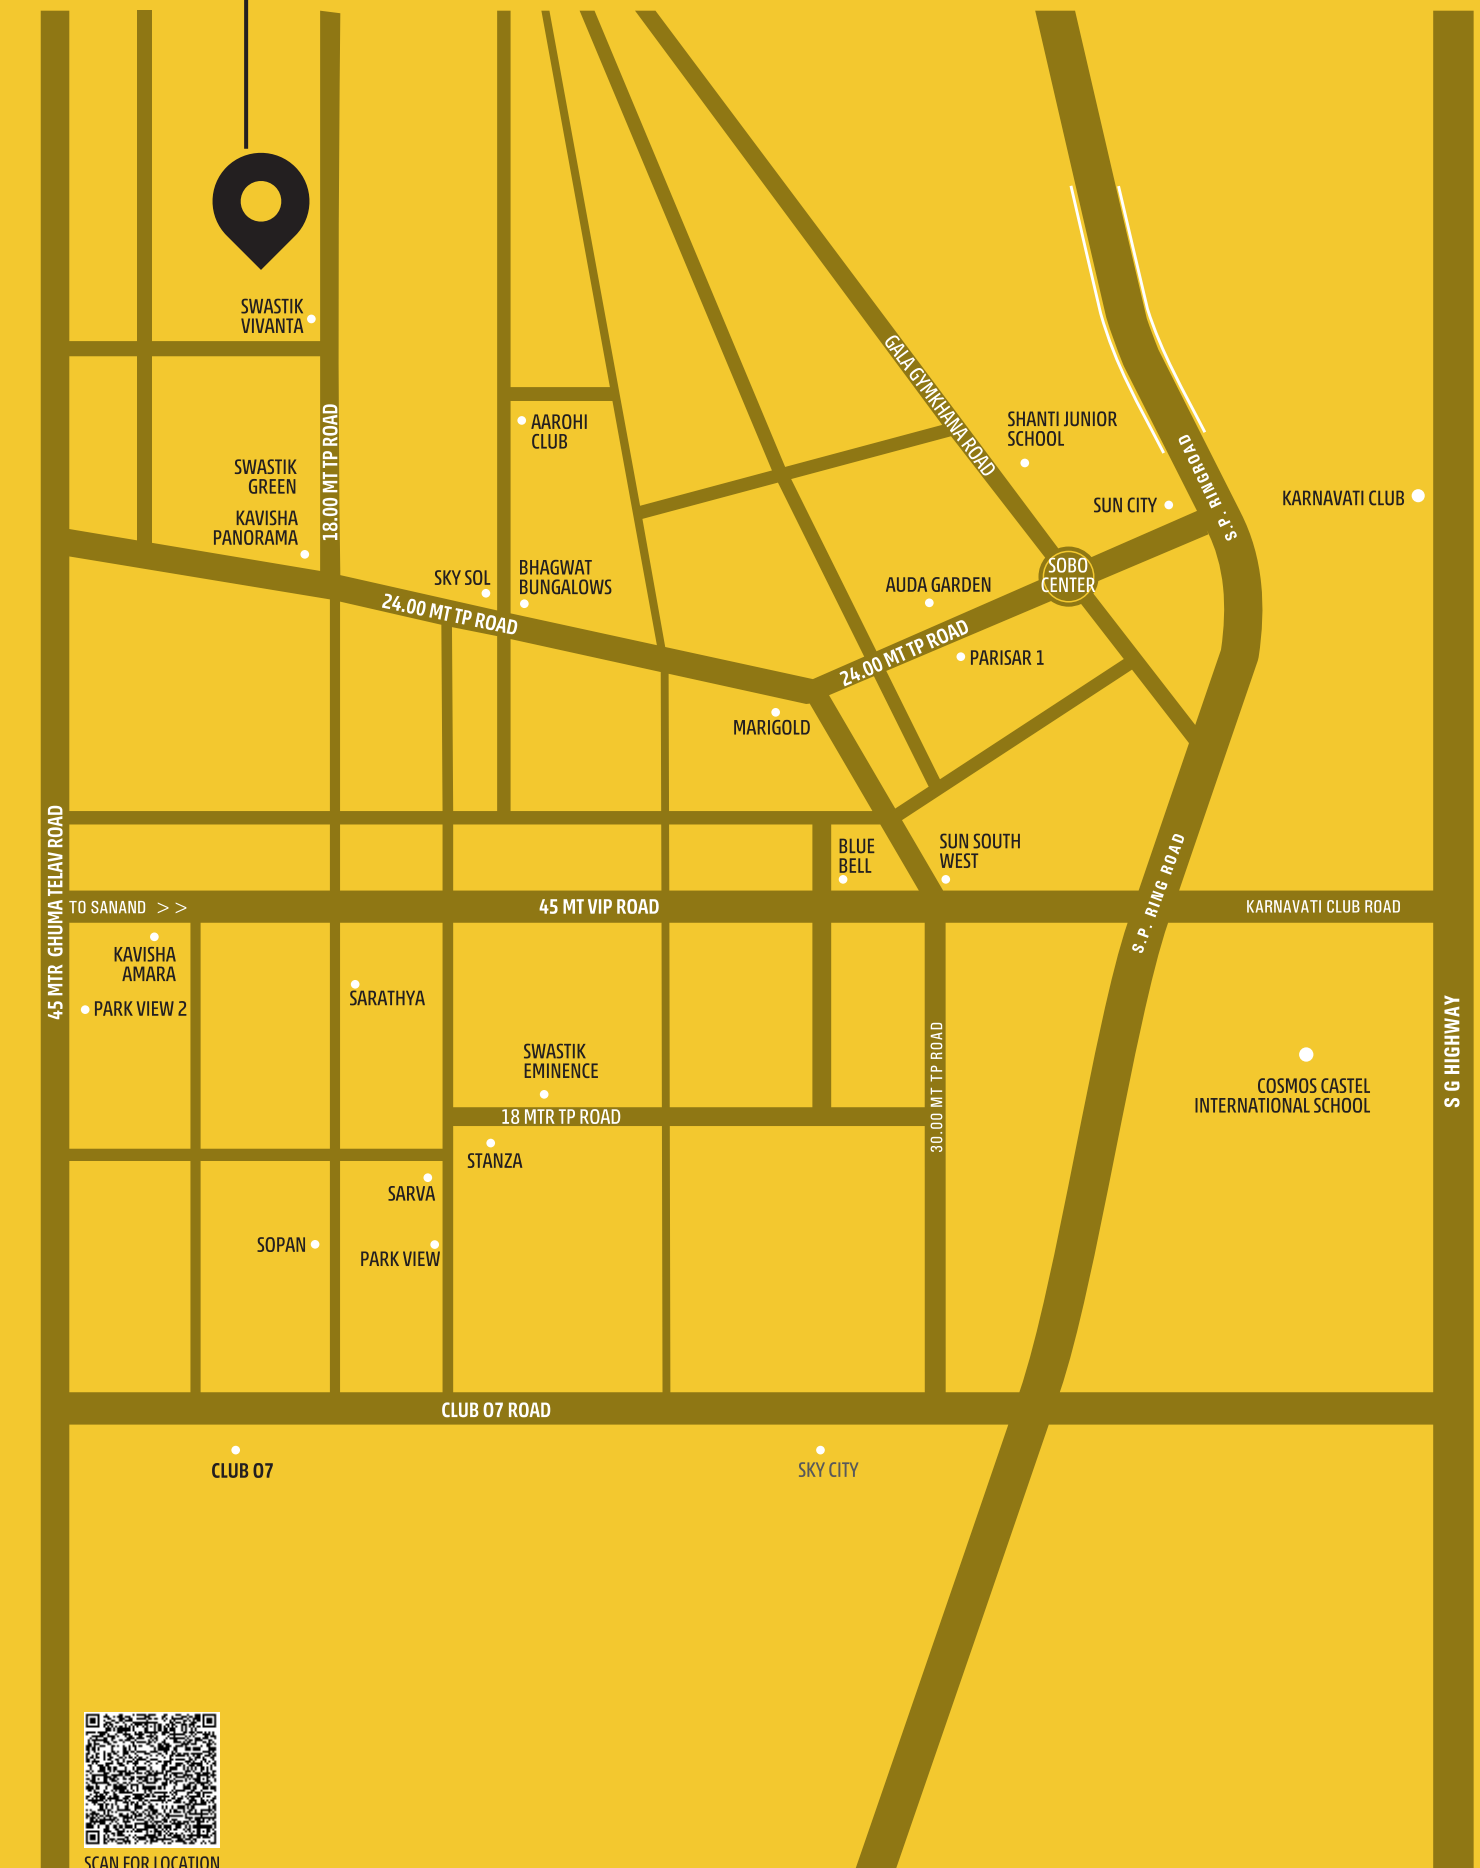 SWASTIK
VIVANTA
GALA GYMKHANA ROAD
18.00 MT TP ROAD
AAROHI
CLUB
SHANTI JUNIOR
SCHOOL
S.P. RINGROAD
SWASTIK
GREEN
KAVISHA
PANORAMA
SUN CITY
KARNAVATI CLUB
SKY SOL
BHAGWAT
BUNGALOWS
SOBO
CENTER
AUDA GARDEN
24.00 MT TP ROAD
24.00 MT TP ROAD
PARISAR 1
MARIGOLD
45 MTR GHUMA TELAV ROAD
BLUE
BELL
SUN SOUTH
WEST
S.P. RING ROAD
TO SANAND >>
45 MT VIP ROAD
KARNAVATI CLUB ROAD
KAVISHA
AMARA
PARK VIEW 2
SARATHYA
SWASTIK
EMINENCE
30.00 MT TP ROAD
S G HIGHWAY
COSMOS CASTEL
INTERNATIONAL SCHOOL
18 MTR TP ROAD
STANZA
SARVA
SOPAN
PARK VIEW
CLUB O7 ROAD
CLUB O7
SKY CITY
SCAN FOR LOCATION